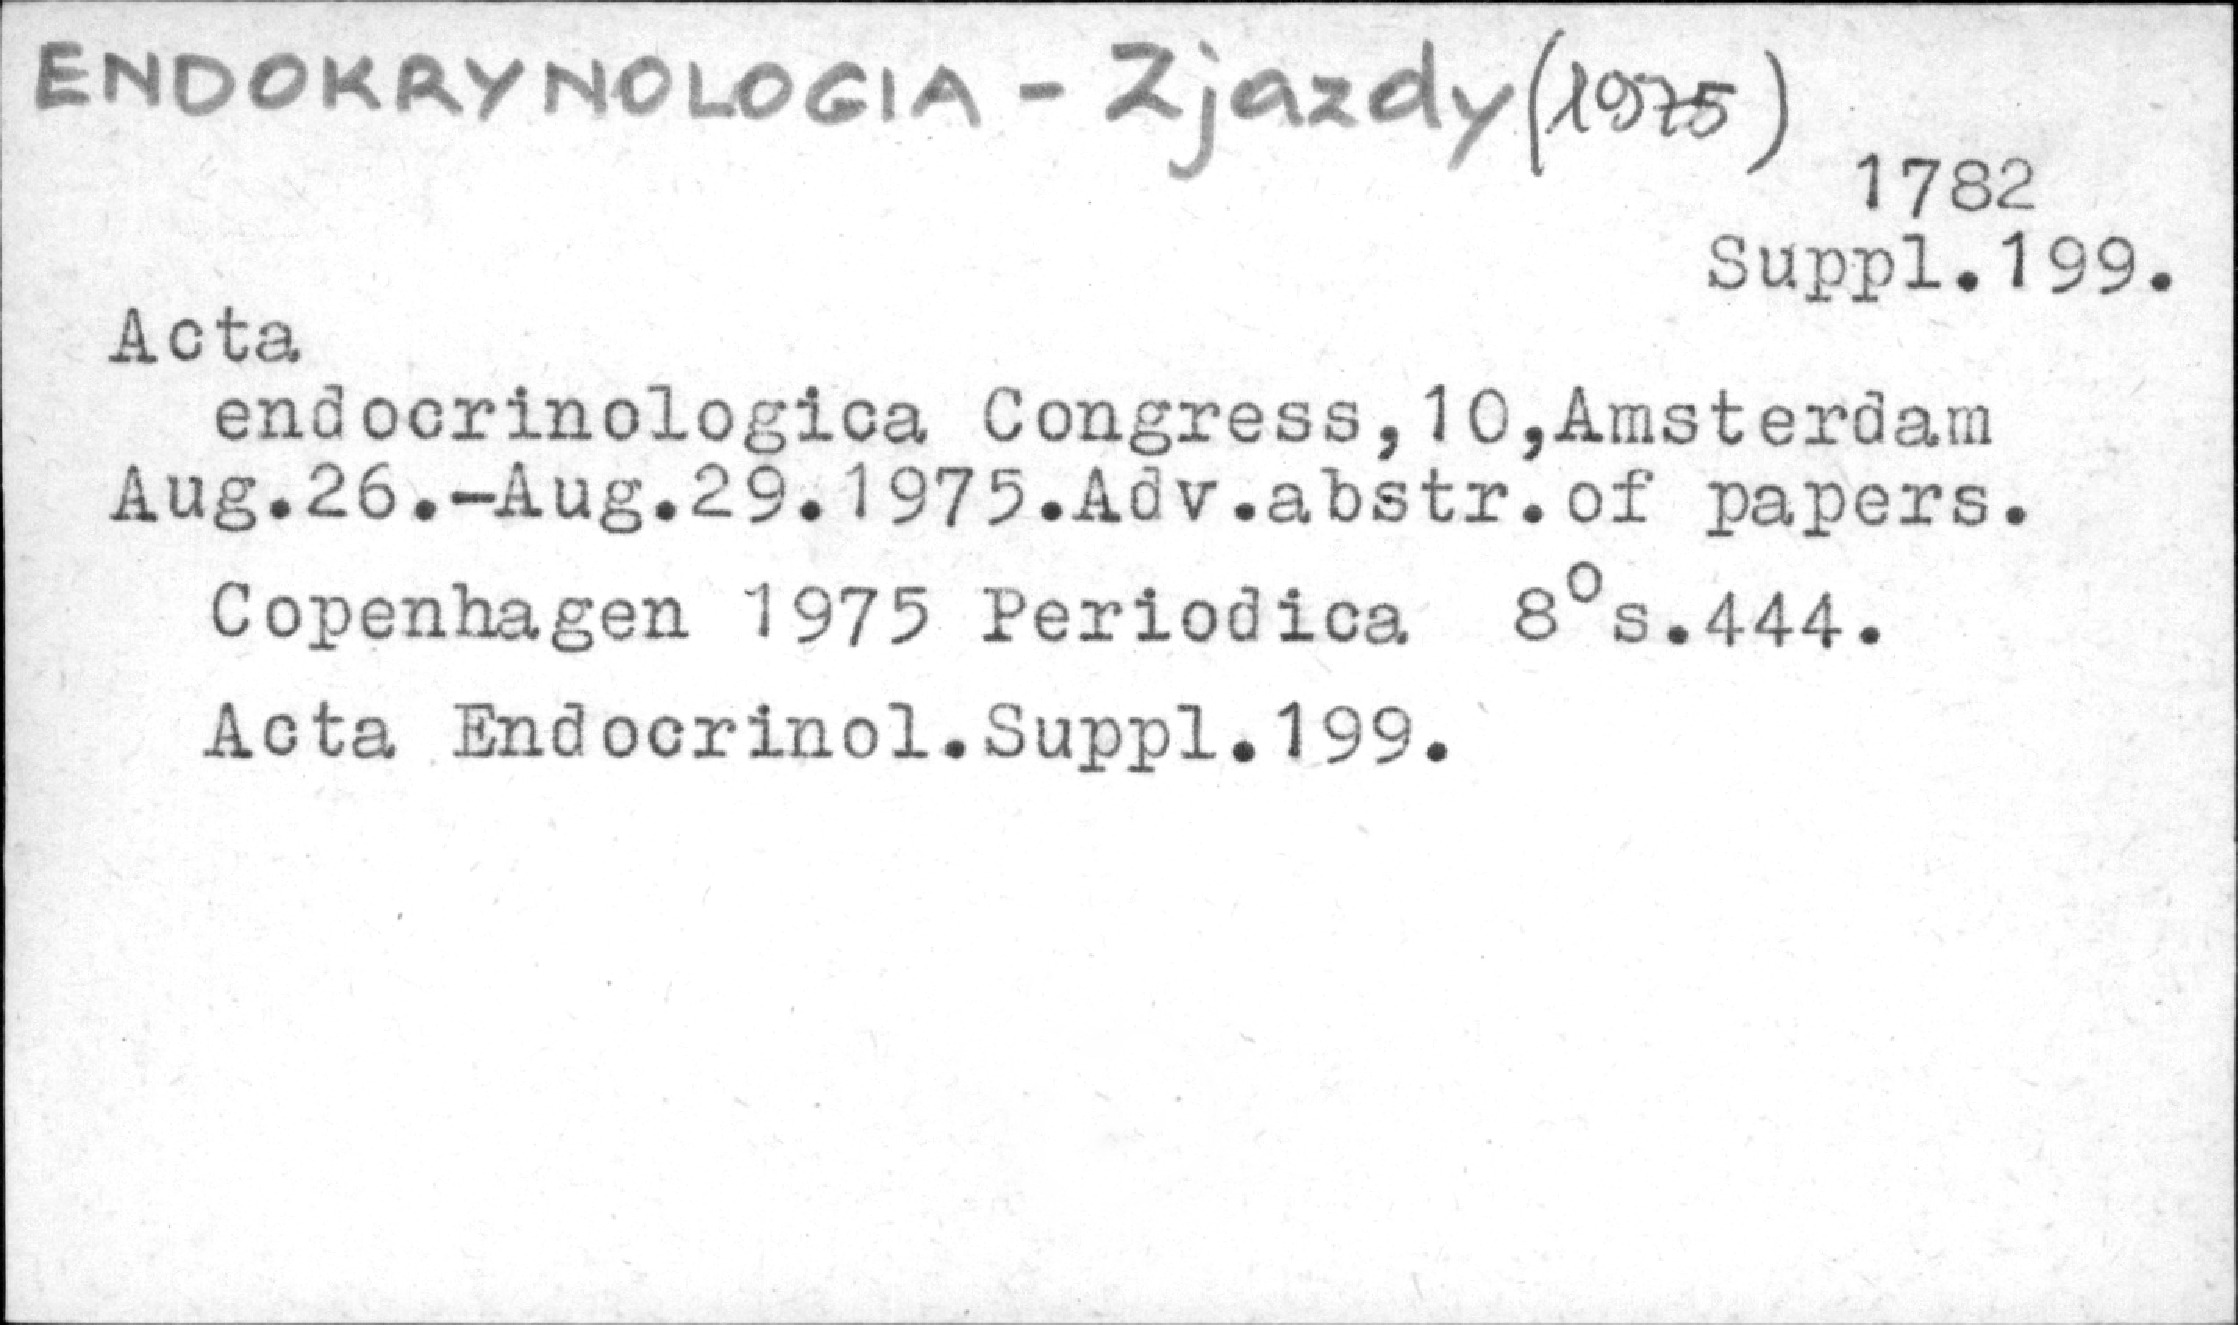 ENDOKRYNOLOGIA - Zjazdy (1975)
1782
Suppl.199.
Acta
endocrinologica Congress,10,Amsterdam
Aug.26.-Aug.29.1975.Adv.abstr.of papers.
Copenhagen 1975 Periodica 8°s.444.
Acta Endocrinol.Suppl.199.